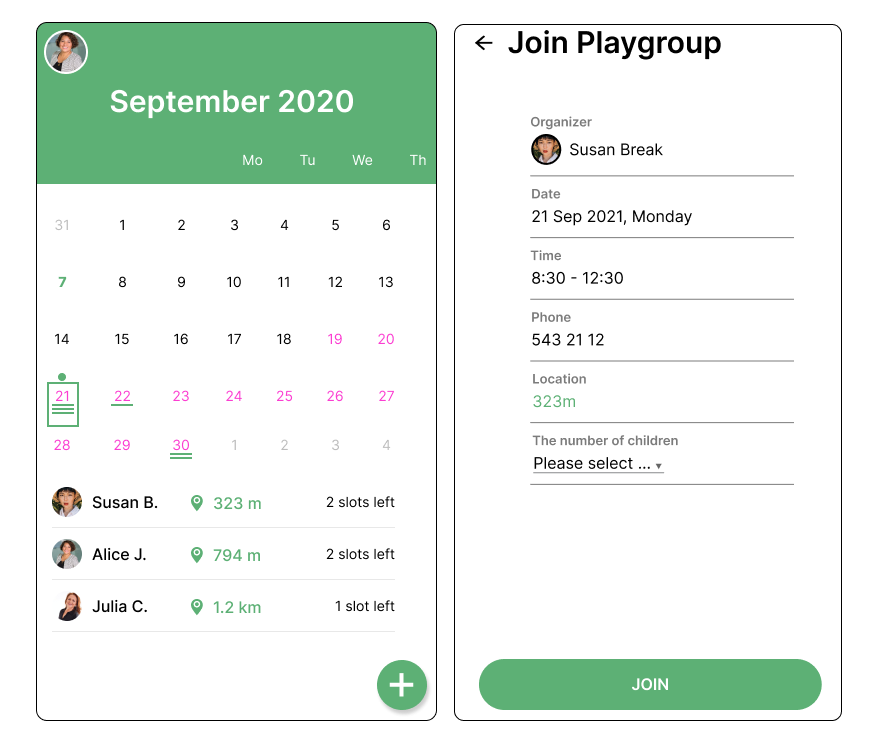 September 2020
Mo Tu We Th
31 1 2 3 4 5 6
7 8 9 10 11 12 13
14 15 16 17 18 19 20
21 22 23 24 25 26 27
28 29 30 1 2 3 4
Susan B. 323 m 2 slots left
Alice J. 794 m 2 slots left
Julia C. 1.2 km 1 slot left
Join Playgroup
Organizer
Susan Break
Date
21 Sep 2021, Monday
Time
8:30 - 12:30
Phone
543 21 12
Location
323m
The number of children
Please select ...
JOIN